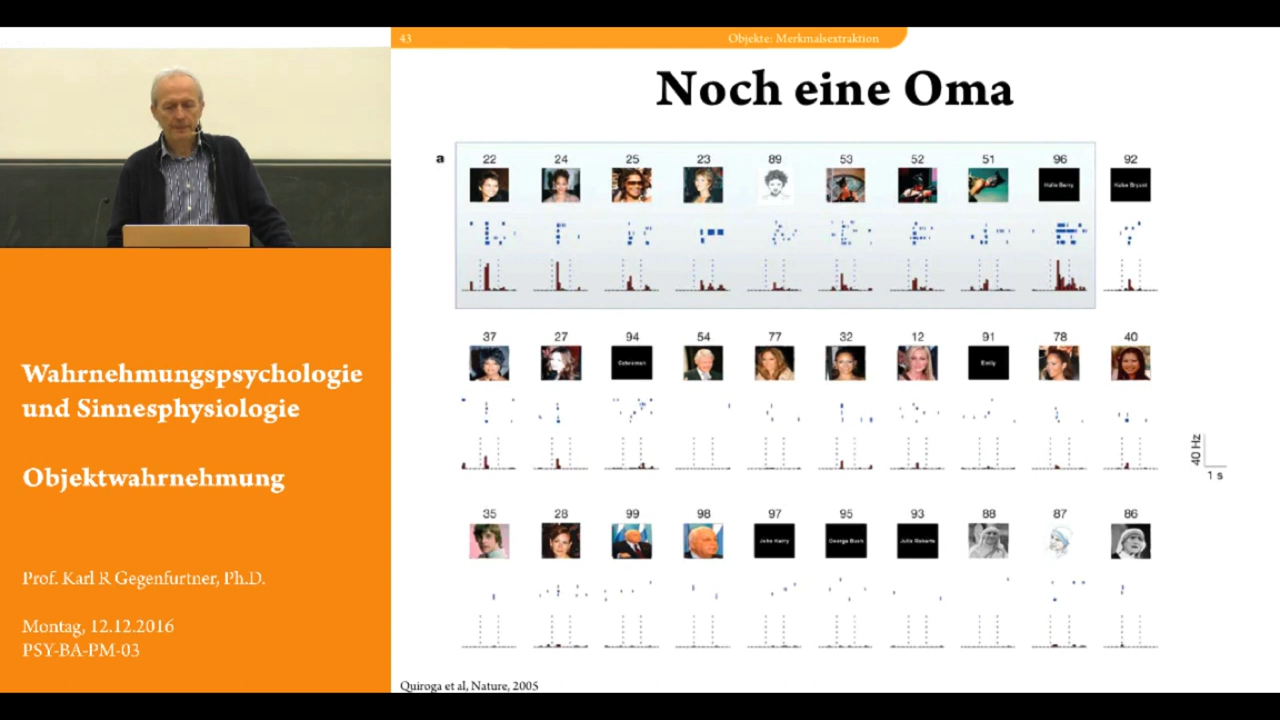 43
Objekte: Merkmalsextraktion
Noch eine Oma
a
22 24 25 23 89 53 52 51 96 92
Halle Berry Kobe Bryant
37 27 94 54 77 32 12 91 78 40
Emily
40 Hz
1 s
35 28 99 98 97 95 93 88 87 86
John Kerry George Bush Julia Roberts
Quiroga et al, Nature, 2005
Wahrnehmungspsychologie
und Sinnesphysiologie
Objektwahrnehmung
Prof. Karl R Gegenfurtner, Ph.D.
Montag, 12.12.2016
PSY-BA-PM-03